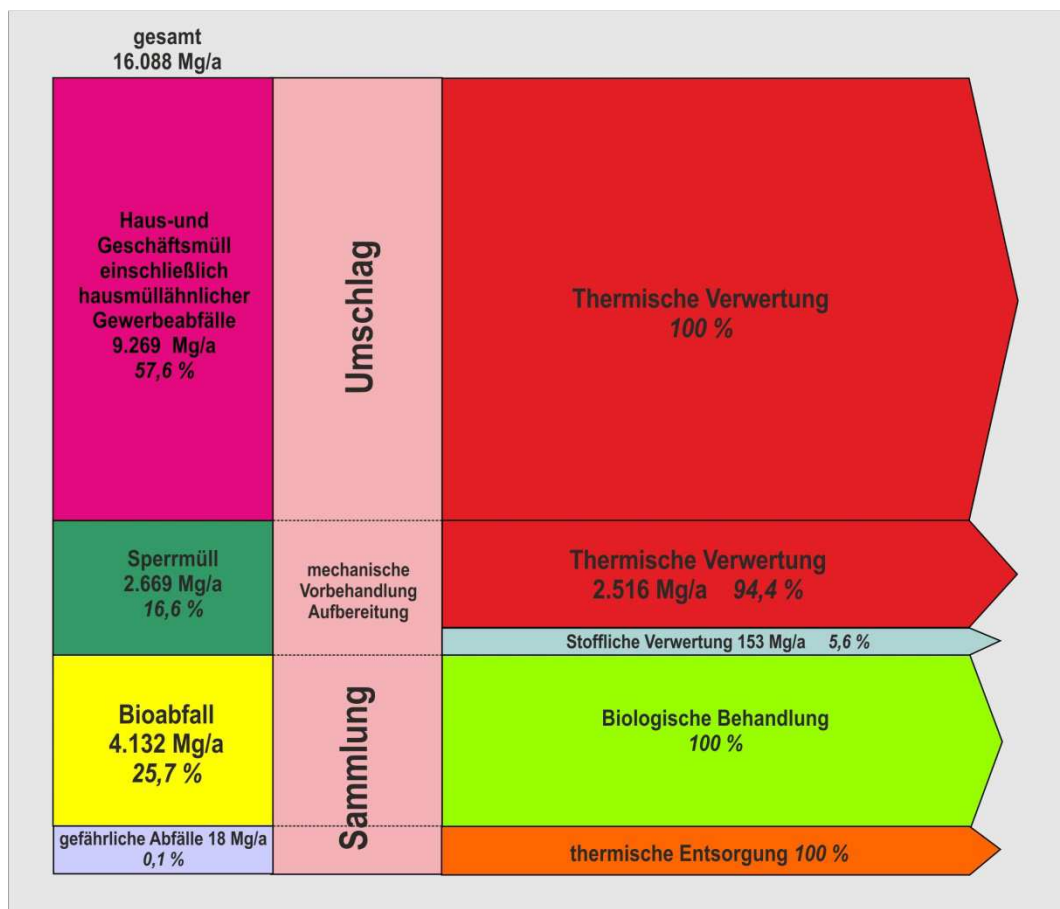 gesamt
16.088 Mg/a
Haus-und
Geschäftsmüll
einschließlich
hausmüllähnlicher
Gewerbeabfälle
9.269 Mg/a
57,6 %
Umschlag
Thermische Verwertung
100 %
Sperrmüll
2.669 Mg/a
16,6 %
mechanische
Vorbehandlung
Aufbereitung
Thermische Verwertung
2.516 Mg/a 94,4 %
Stoffliche Verwertung 153 Mg/a 5,6 %
Bioabfall
4.132 Mg/a
25,7 %
Sammlung
Biologische Behandlung
100 %
gefährliche Abfälle 18 Mg/a
0,1 %
thermische Entsorgung 100 %